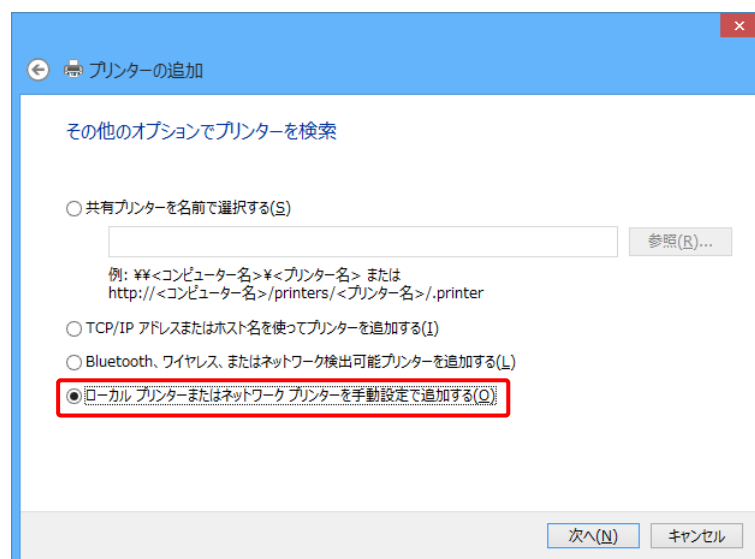 プリンターの追加
その他のオプションでプリンターを検索
共有プリンターを名前で選択する(S)
参照(R)...
例: ¥¥<コンピューター名>¥<プリンター名> または
http://<コンピューター名>/printers/<プリンター名>/.printer
TCP/IP アドレスまたはホスト名を使ってプリンターを追加する(I)
Bluetooth、ワイヤレス、またはネットワーク検出可能プリンターを追加する(L)
ローカル プリンターまたはネットワーク プリンターを手動設定で追加する(O)
次へ(N) キャンセル